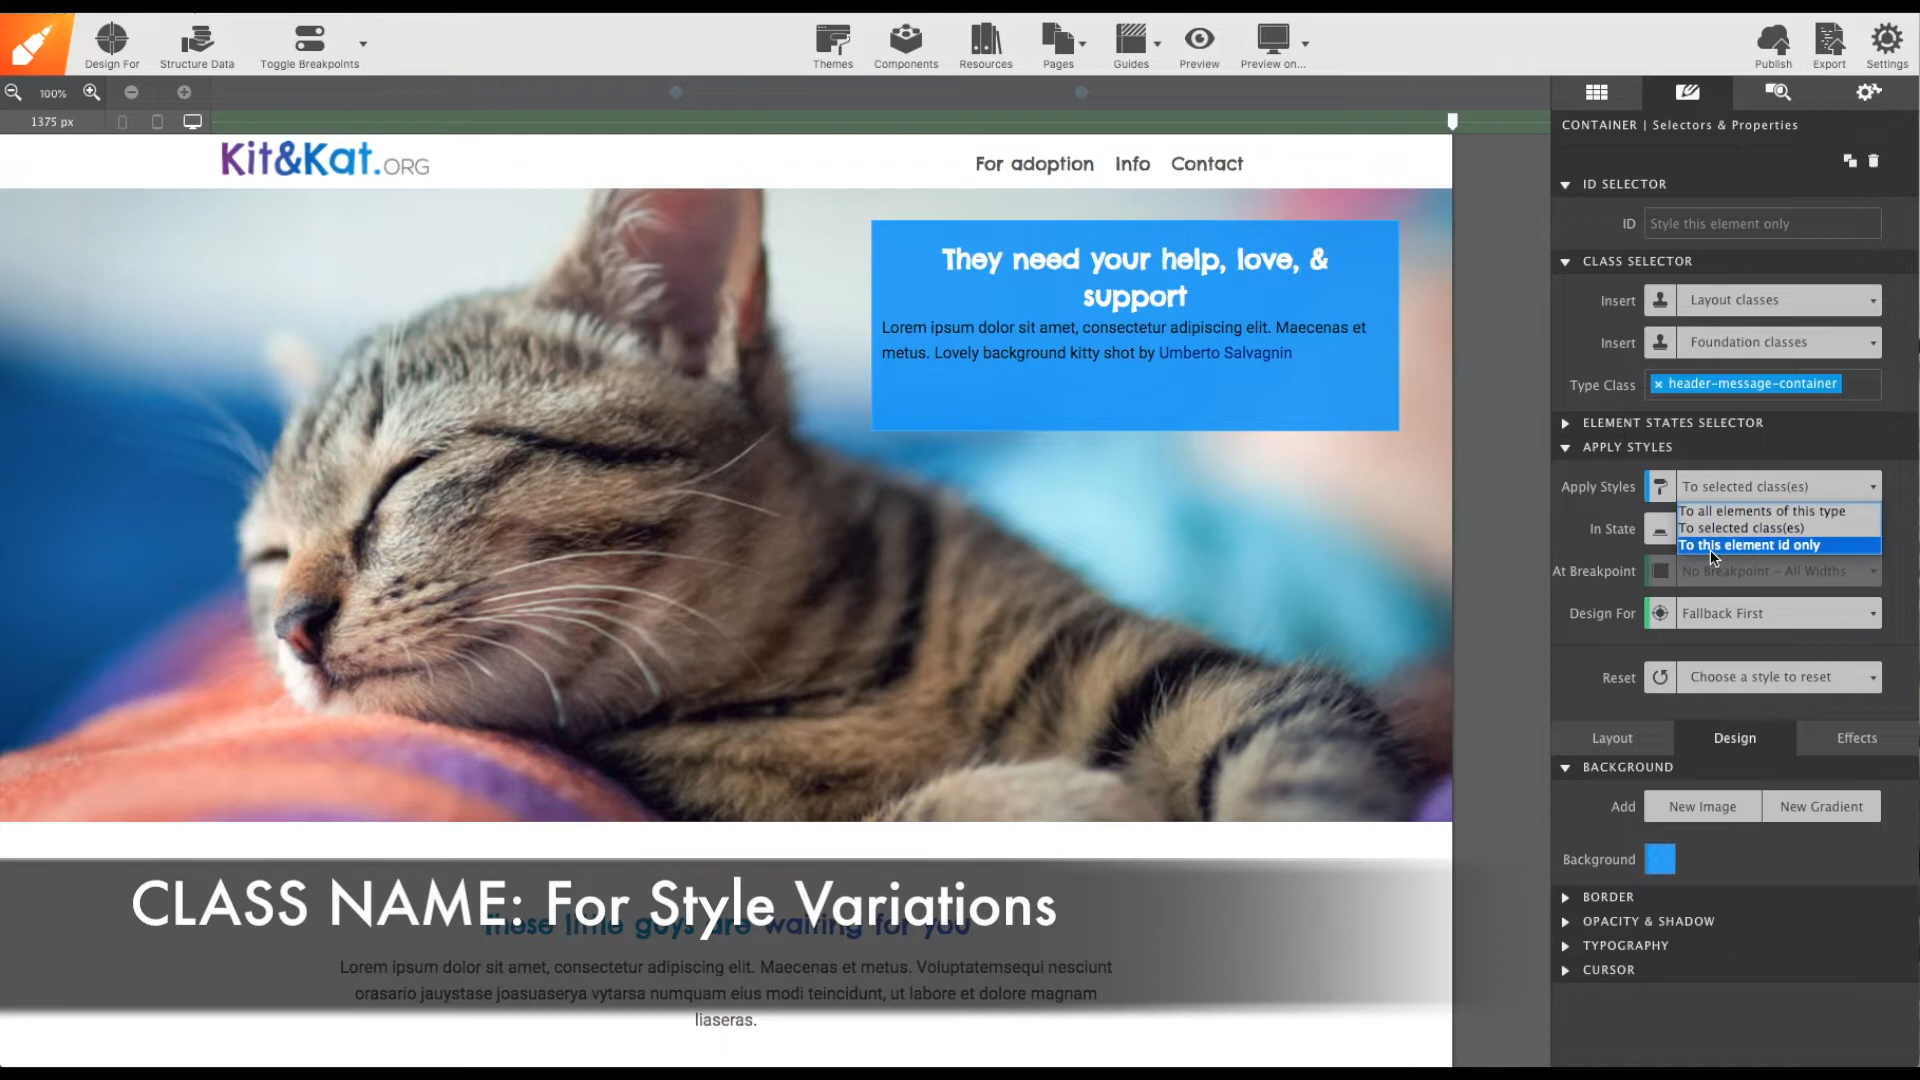 Design For
Structure Data
Toggle Breakpoints
Themes
Components
Resources
Pages
Guides
Preview
Preview on...
Publish
Export
Settings
100%
1375 px
CONTAINER | Selectors & Properties
Kit&Kat.ORG
For adoption Info Contact
They need your help, love, &
support
Lorem ipsum dolor sit amet, consectetur adipiscing elit. Maecenas et
metus. Lovely background kitty shot by Umberto Salvagnin
ID SELECTOR
ID Style this element only
CLASS SELECTOR
Insert Layout classes
Insert Foundation classes
Type Class × header-message-container
ELEMENT STATES SELECTOR
APPLY STYLES
Apply Styles To selected class(es)
To all elements of this type
To selected class(es)
To this element id only
In State
At Breakpoint No Breakpoint – All Widths
Design For Fallback First
Reset Choose a style to reset
Layout Design Effects
BACKGROUND
Add New Image New Gradient
Background
BORDER
OPACITY & SHADOW
TYPOGRAPHY
CURSOR
CLASS NAME: For Style Variations
These little guys are waiting for you
Lorem ipsum dolor sit amet, consectetur adipiscing elit. Maecenas et metus. Voluptatemsequi nesciunt
orasario jauystase joasuaserya vytarsa numquam eius modi teincidunt, ut labore et dolore magnam
liaseras.